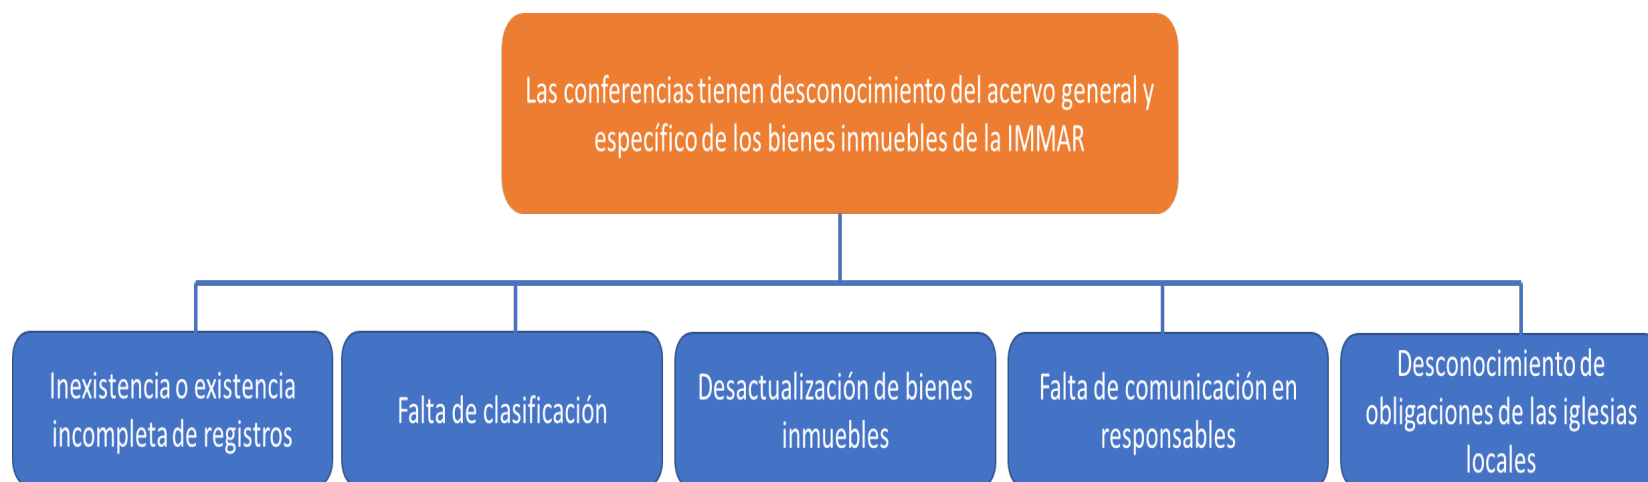 Las conferencias tienen desconocimiento del acervo general y
específico de los bienes inmuebles de la IMMAR
Inexistencia o existencia
incompleta de registros
Falta de clasificación
Desactualización de bienes
inmuebles
Falta de comunicación en
responsables
Desconocimiento de
obligaciones de las iglesias
locales